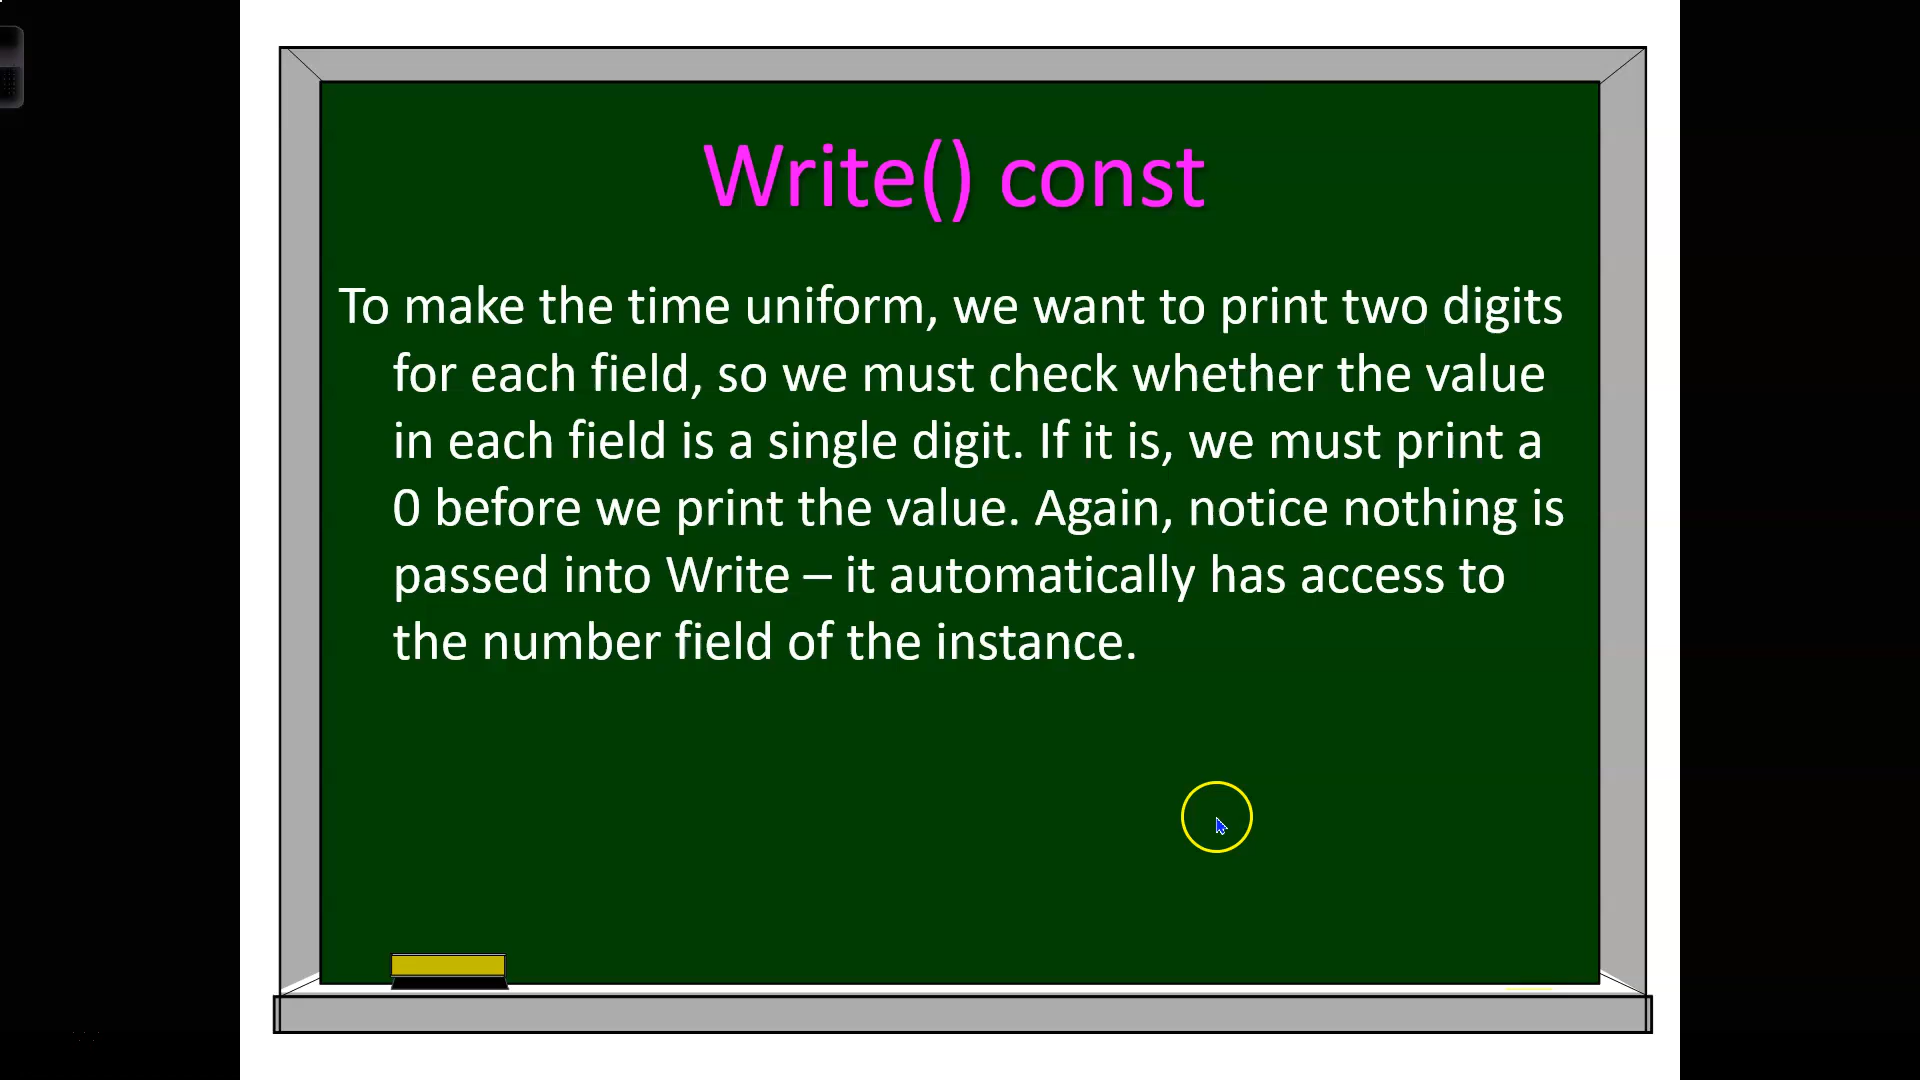 Write() const
To make the time uniform, we want to print two digits
for each field, so we must check whether the value
in each field is a single digit. If it is, we must print a
0 before we print the value. Again, notice nothing is
passed into Write – it automatically has access to
the number field of the instance.